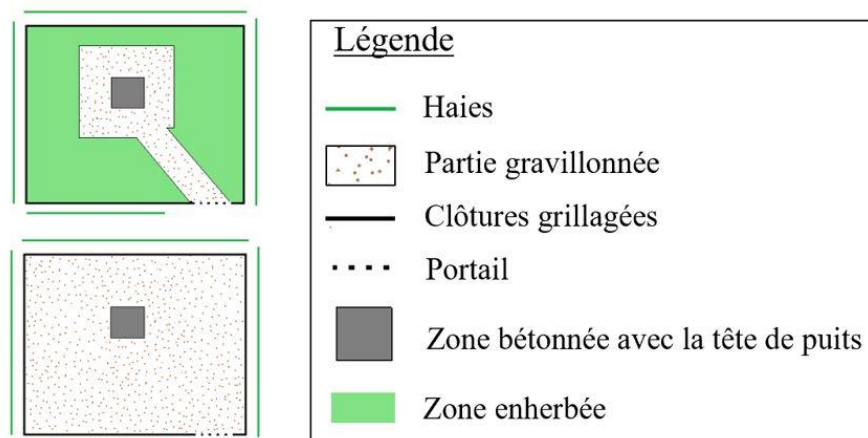 Légende
Haies
Partie gravillonnée
Clôtures grillagées
Portail
Zone bétonnée avec la tête de puits
Zone enherbée